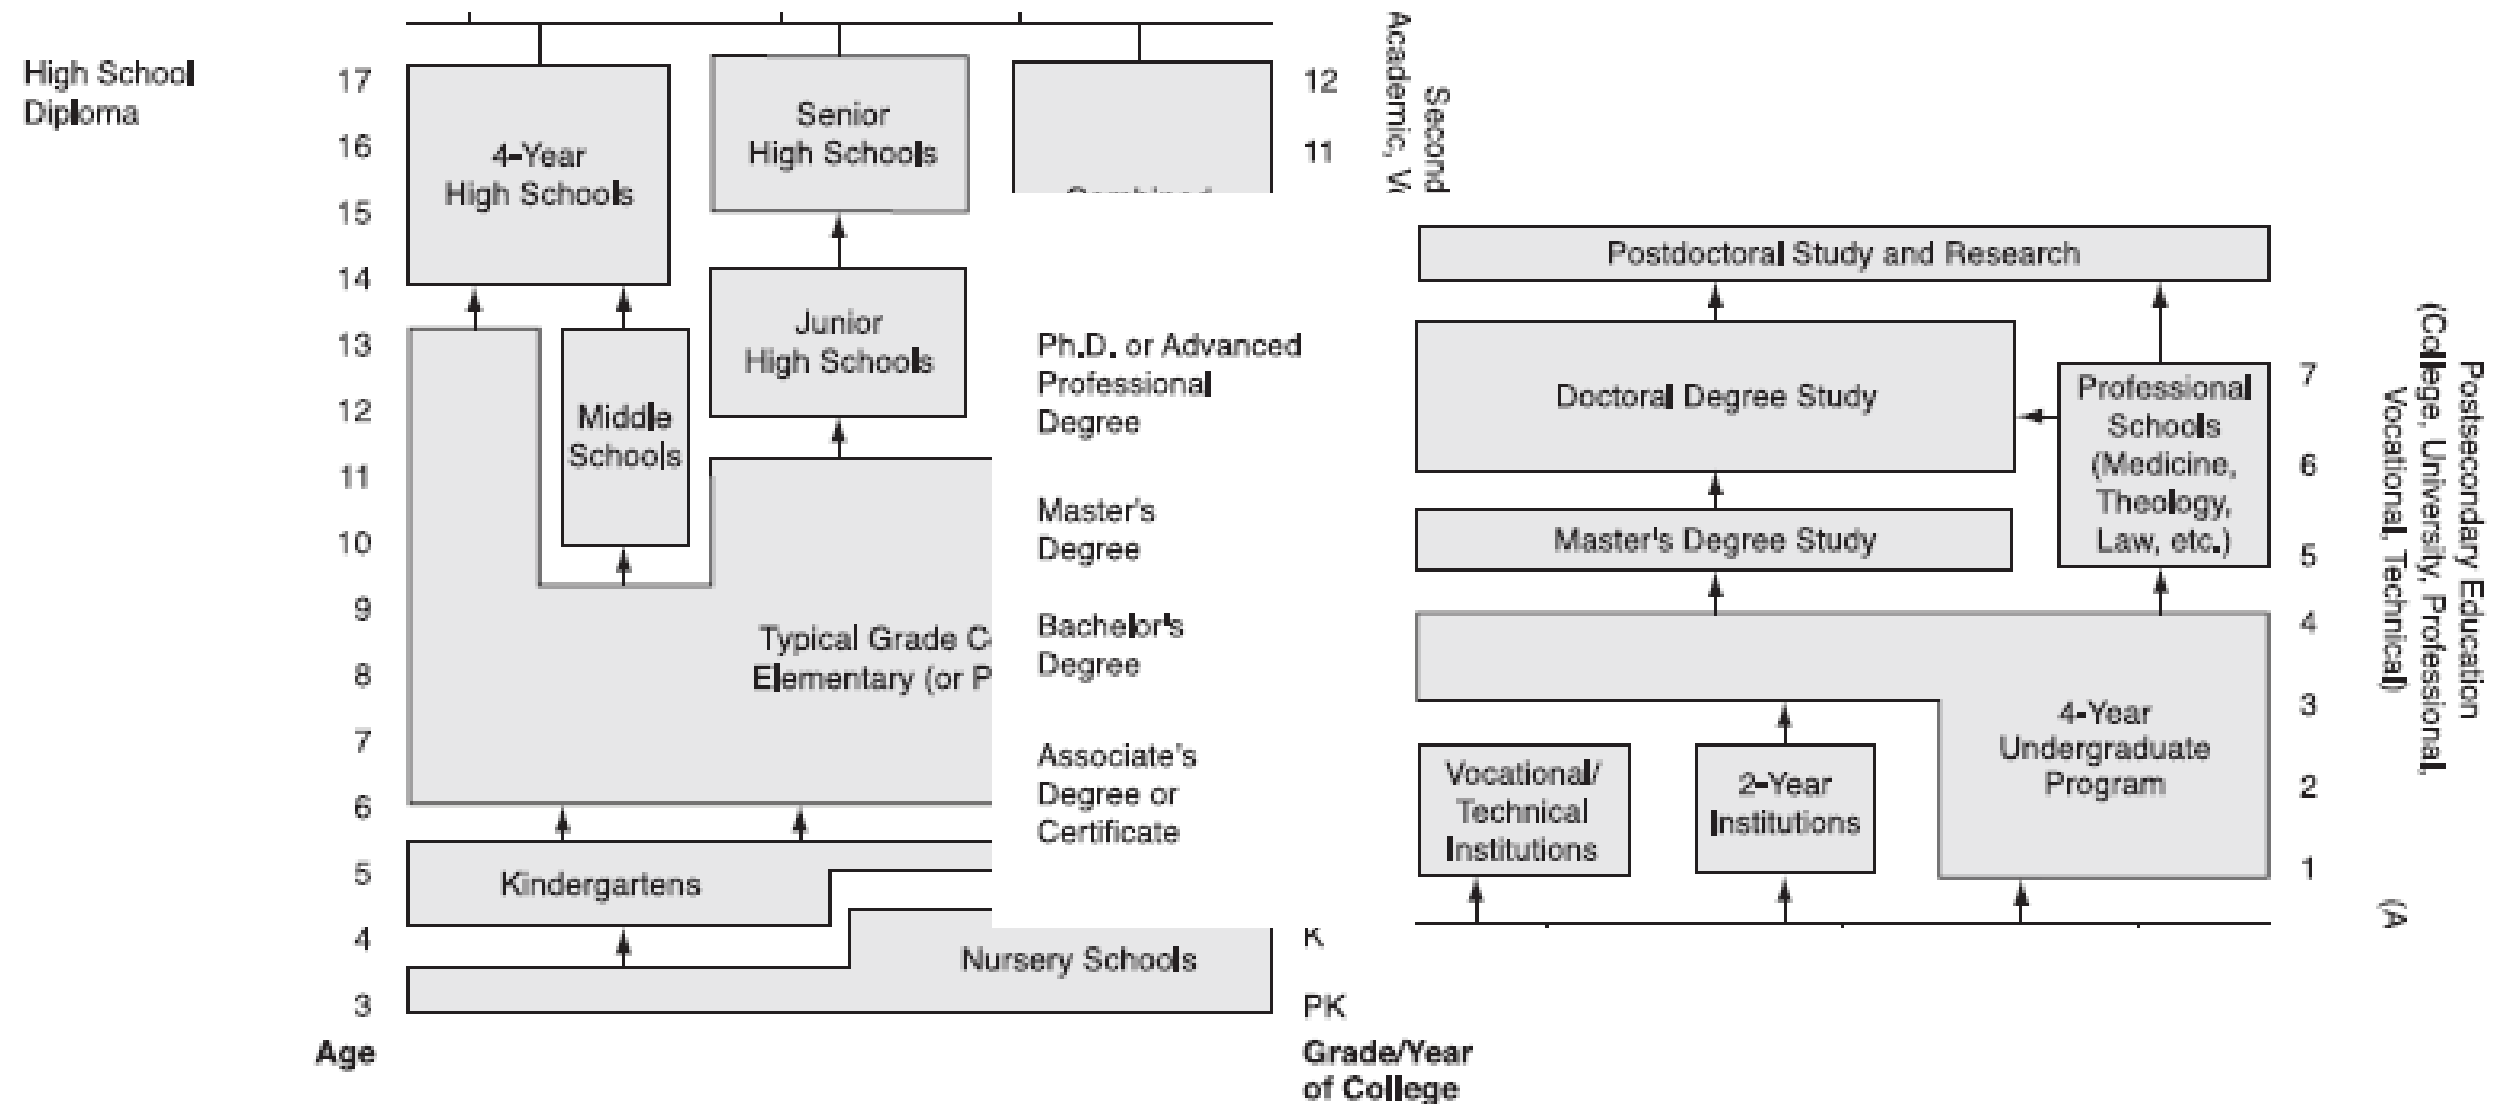 High School
Diploma
17
16
15
14
13
12
11
10
9
8
7
6
5
4
3
Age
4-Year
High Schools
Senior
High Schools
Junior
High Schools
Middle
Schools
Typical Grade
Elementary (or
Kindergartens
Nursery Schools
12
11
K
PK
Grade/Year
of College
Second
Academic,
Ph.D. or Advanced
Professional
Degree
Master's
Degree
Bachelor's
Degree
Associate's
Degree or
Certificate
Postdoctoral Study and Research
Doctoral Degree Study
Master's Degree Study
Professional
Schools
(Medicine,
Theology,
Law, etc.)
4-Year
Undergraduate
Program
Vocational/
Technical
Institutions
2-Year
Institutions
7
6
5
4
3
2
1
Postsecondary Education
(College, University, Professional,
Vocational, Technical)
(A